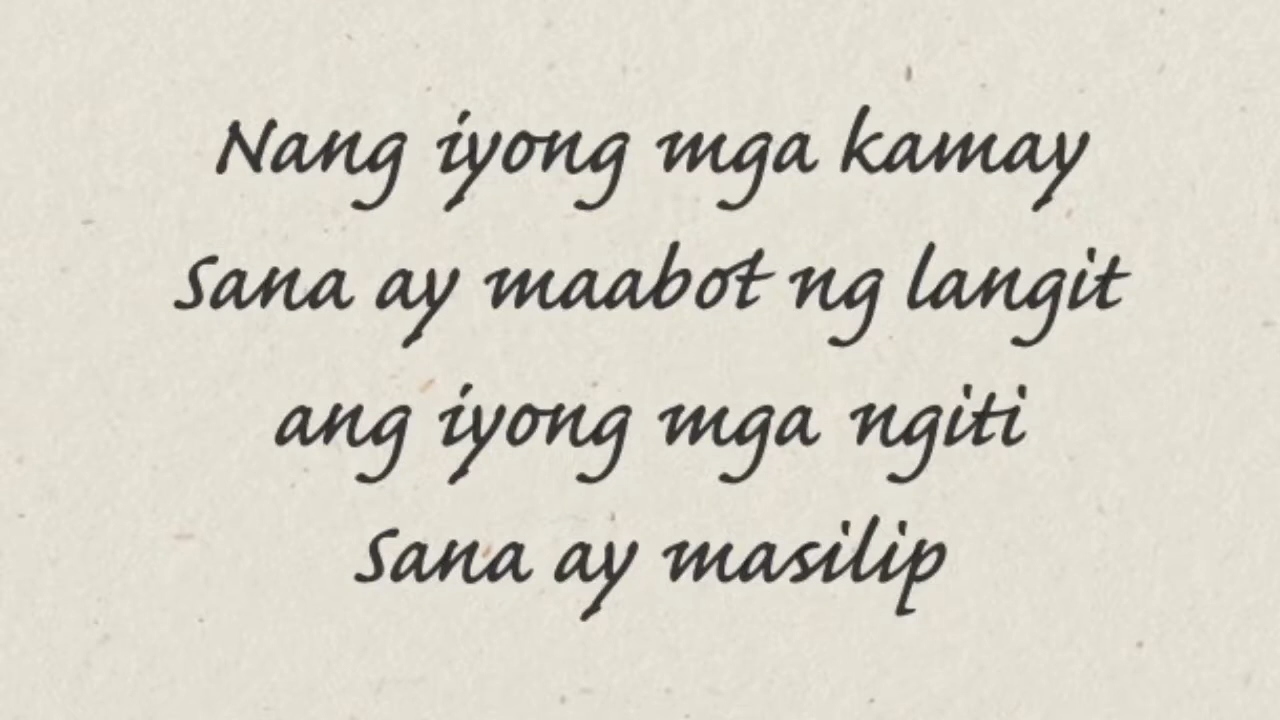 Nang iyong mga kamay
Sana ay maabot ng langit
ang iyong mga ngiti
Sana ay masilip